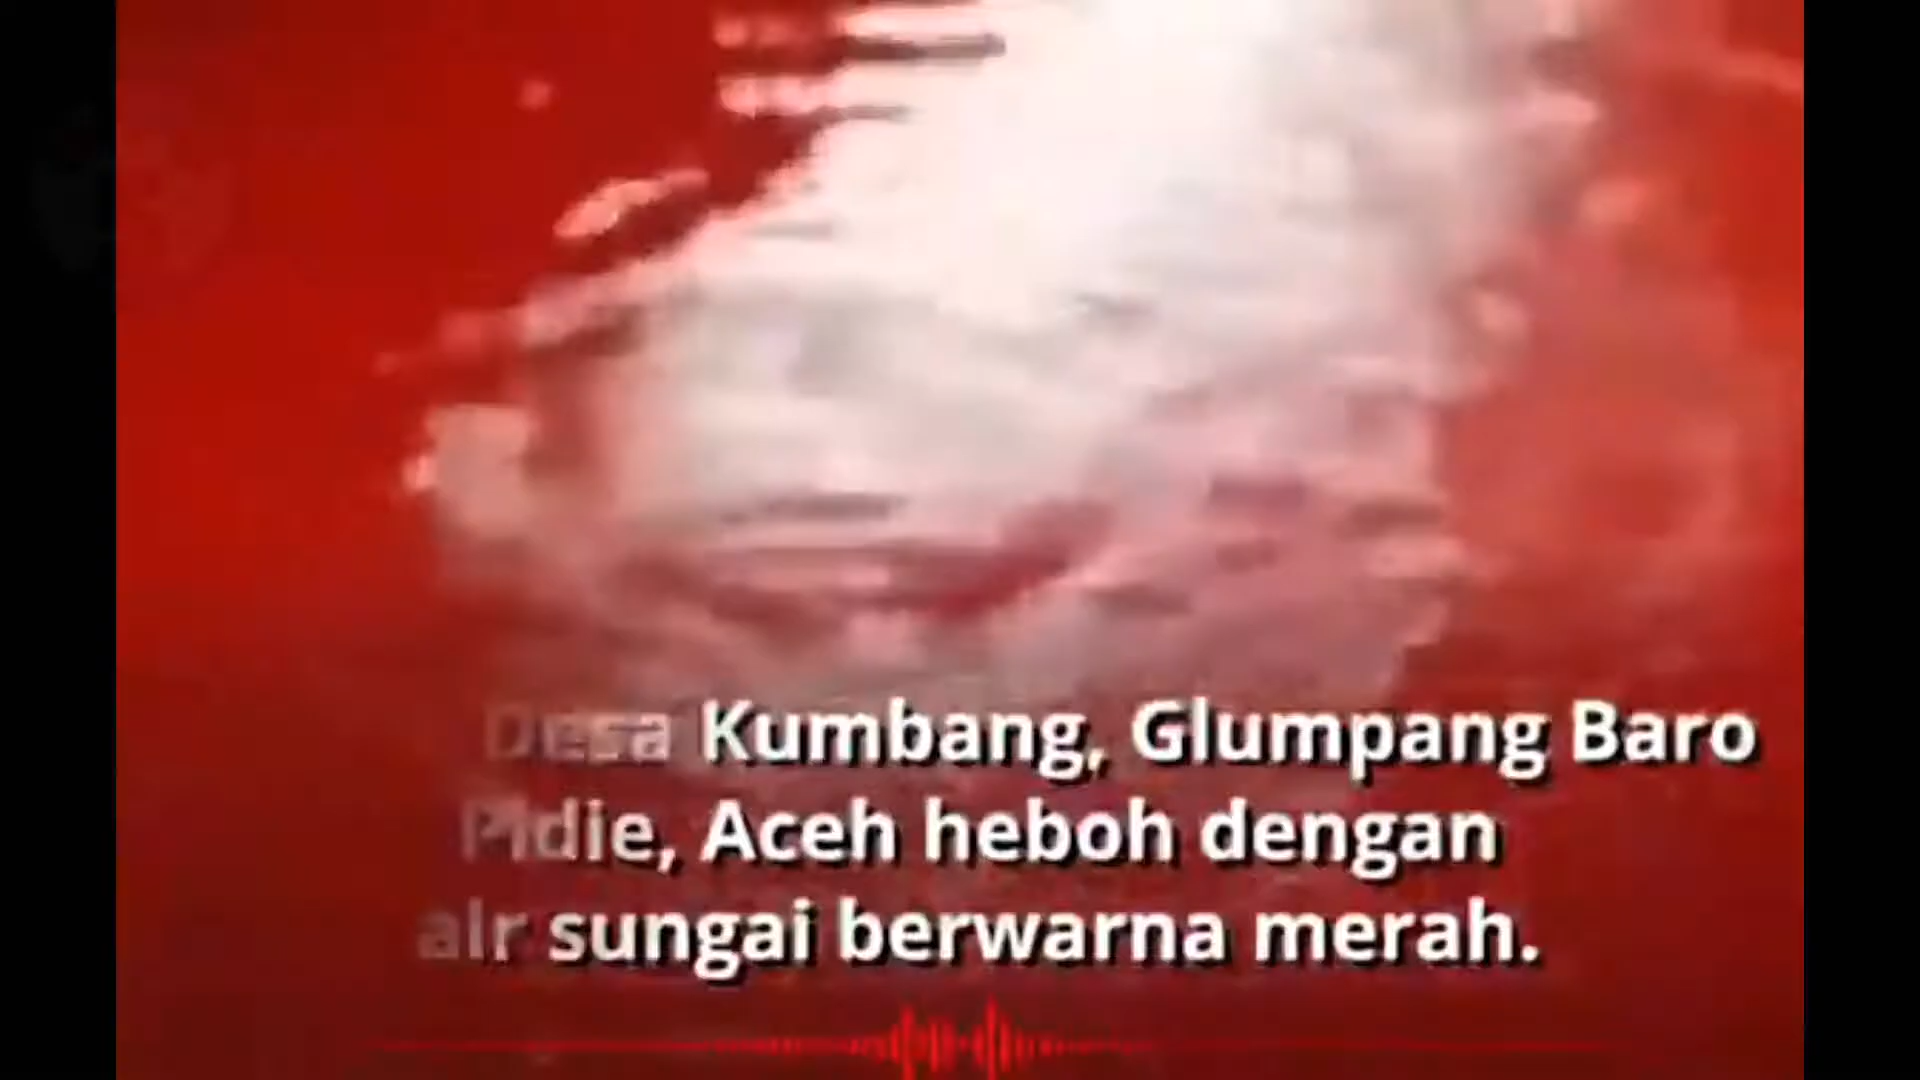 Desa Kumbang, Glumpang Baro
Pidie, Aceh heboh dengan
air sungai berwarna merah.